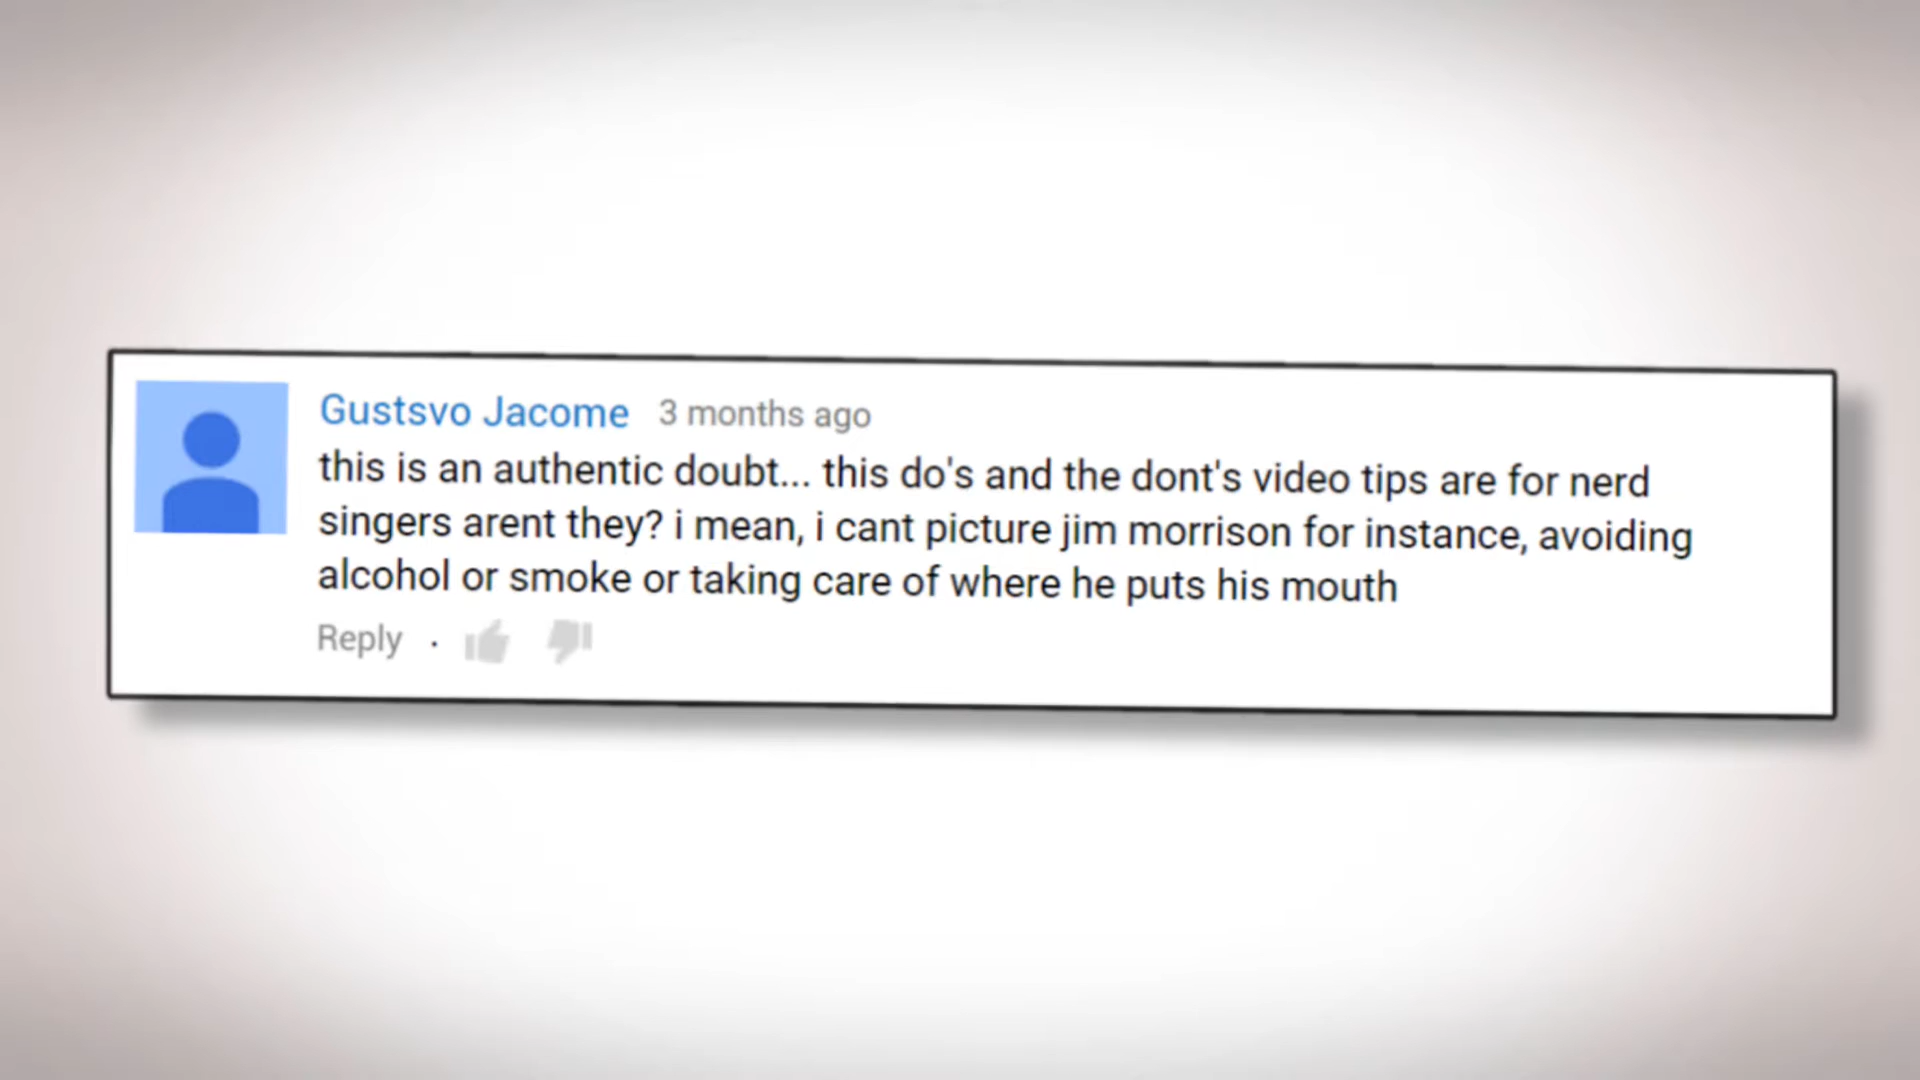 Gustsvo Jacome 3 months ago
this is an authentic doubt... this do's and the dont's video tips are for nerd
singers arent they? i mean, i cant picture jim morrison for instance, avoiding
alcohol or smoke or taking care of where he puts his mouth
Reply ·